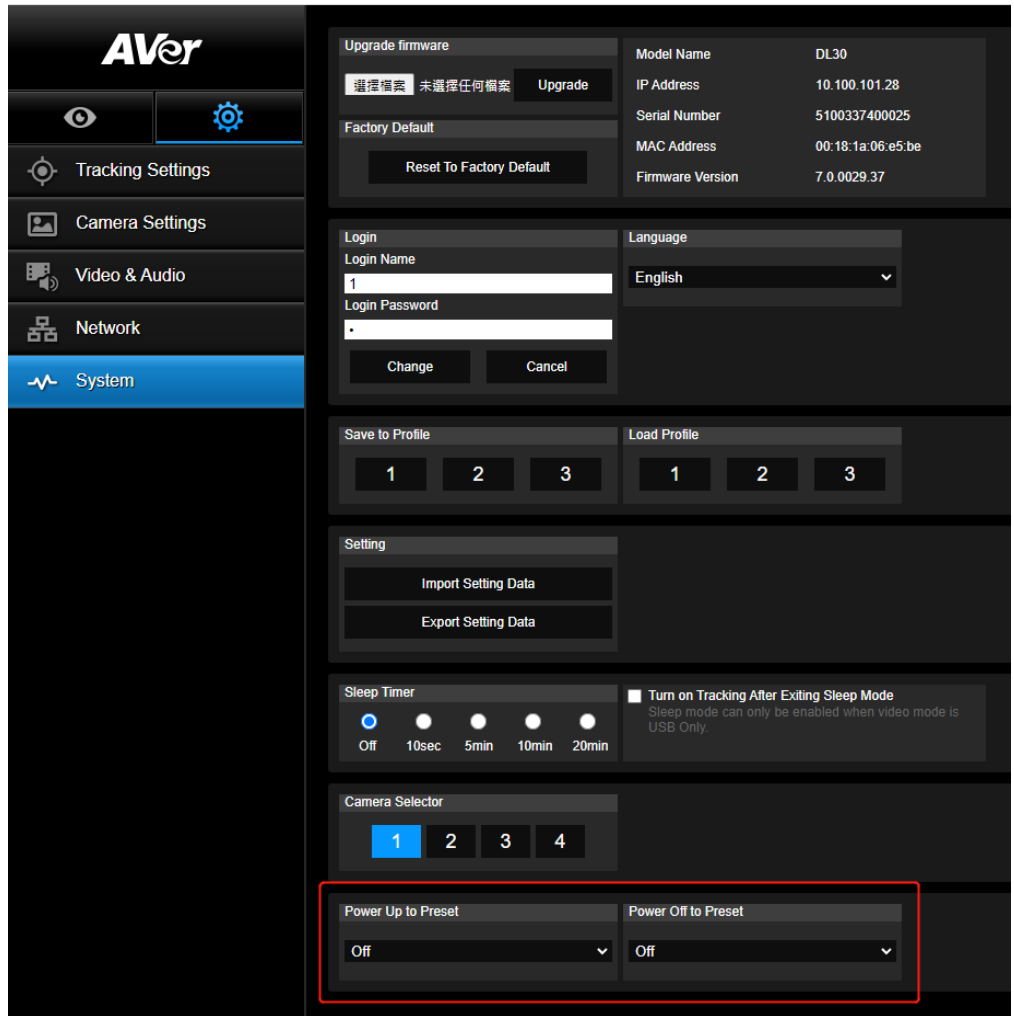 AVer
Tracking Settings
Camera Settings
Video & Audio
Network
System
Upgrade firmware
選擇檔案 未選擇任何檔案 Upgrade
Factory Default
Reset To Factory Default
Model Name DL30
IP Address 10.100.101.28
Serial Number 5100337400025
MAC Address 00:18:1a:06:e5:be
Firmware Version 7.0.0029.37
Login
Login Name
1
Login Password
•
Change Cancel
Language
English
Save to Profile
1 2 3
Load Profile
1 2 3
Setting
Import Setting Data
Export Setting Data
Sleep Timer
Off 10sec 5min 10min 20min
Turn on Tracking After Exiting Sleep Mode
Sleep mode can only be enabled when video mode is
USB Only.
Camera Selector
1 2 3 4
Power Up to Preset
Off
Power Off to Preset
Off